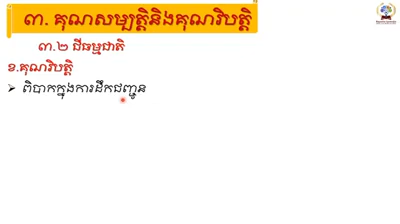 ៣. គុណសម្បត្តិនិងគុណវិបត្តិ
៣.២ ជីធម្មជាតិ
ខ.គុណវិបត្តិ
➢ ពិបាកក្នុងការដឹកជញ្ជូន